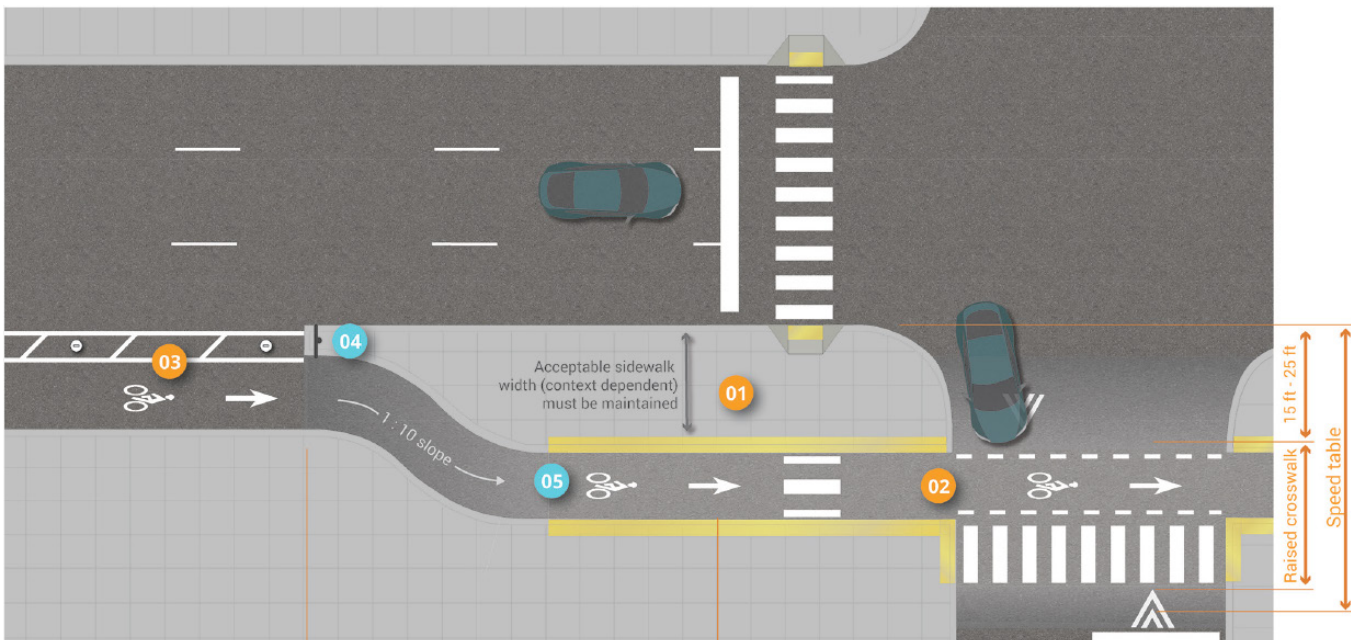 03
04
Acceptable sidewalk
width (context dependent)
must be maintained
01
1 : 10 slope
05
02
15 ft - 25 ft
Raised crosswalk
Speed table